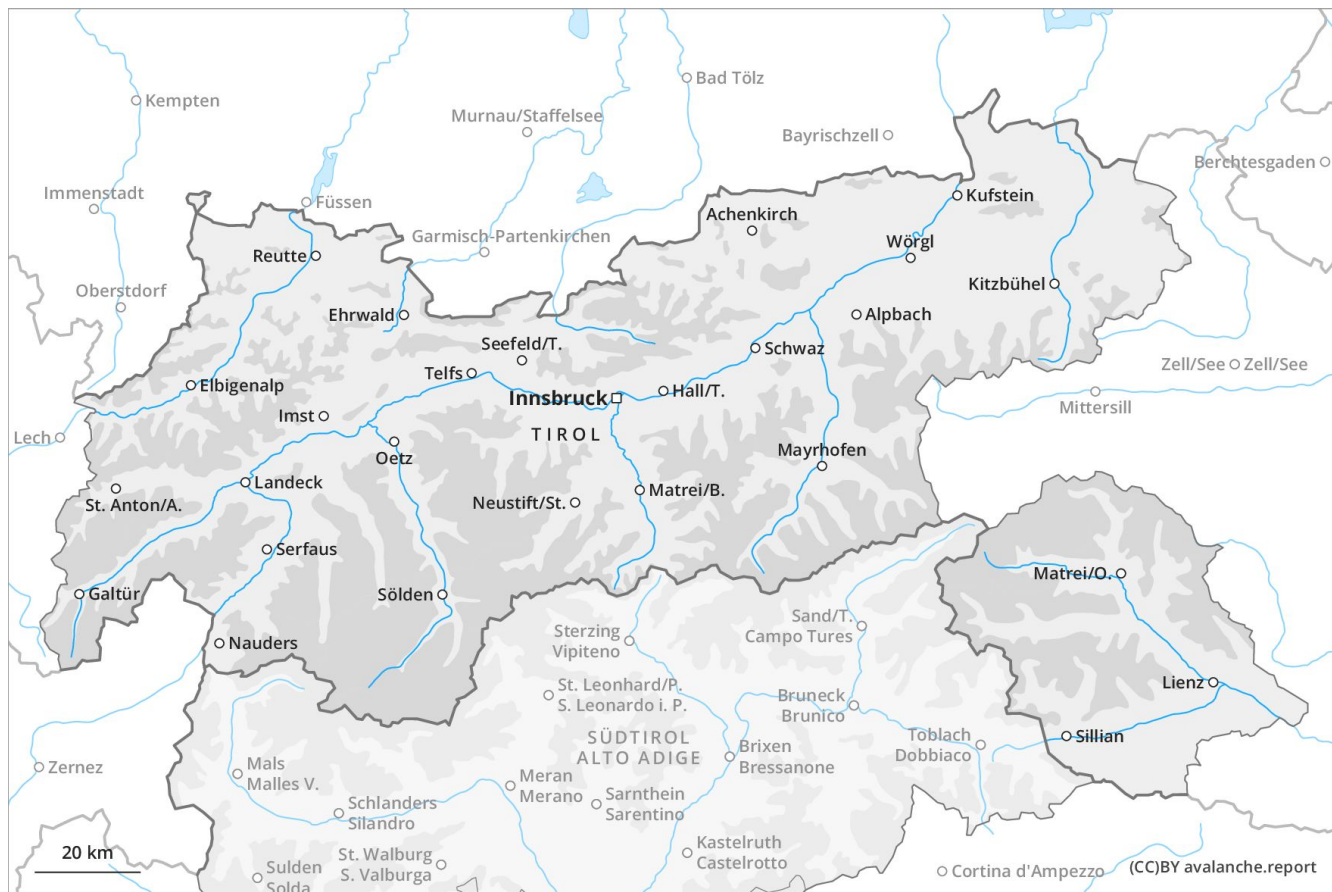 Bad Tölz
Kempten
Murnau/Staffelsee
Bayrischzell
Berchtesgaden
Immenstadt
Füssen
Kufstein
Achenkirch
Garmisch-Partenkirchen
Wörgl
Reutte
Oberstdorf
Kitzbühel
Ehrwald
Alpbach
Seefeld/T.
Schwaz
Zell/See
Zell/See
Telfs
Elbigenalp
Hall/T.
Innsbruck
Mittersill
Imst
Lech
TIROL
Oetz
Mayrhofen
Landeck
Matrei/B.
St. Anton/A.
Neustift/St.
Serfaus
Matrei/O.
Galtür
Sölden
Sand/T.
Campo Tures
Sterzing
Vipiteno
Nauders
Lienz
St. Leonhard/P.
S. Leonardo i. P.
Bruneck
Brunico
SÜDTIROL
ALTO ADIGE
Toblach
Dobbiaco
Sillian
Brixen
Bressanone
Zernez
Mals
Malles V.
Meran
Merano
Sarnthein
Sarentino
Schlanders
Silandro
Kastelruth
Castelrotto
20 km
St. Walburg
S. Valburga
Sulden
Solda
Cortina d'Ampezzo
(CC)BY avalanche.report